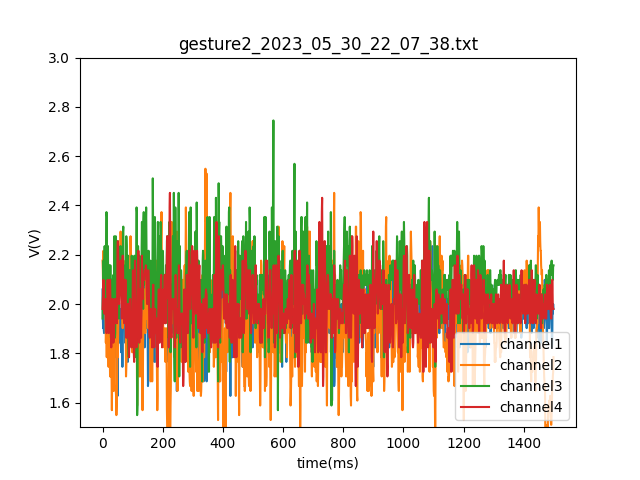 gesture2_2023_05_30_22_07_38.txt
3.0
2.8
2.6
2.4
2.2
2.0
1.8
1.6
V(V)
channel1
channel2
channel3
channel4
0 200 400 600 800 1000 1200 1400
time(ms)